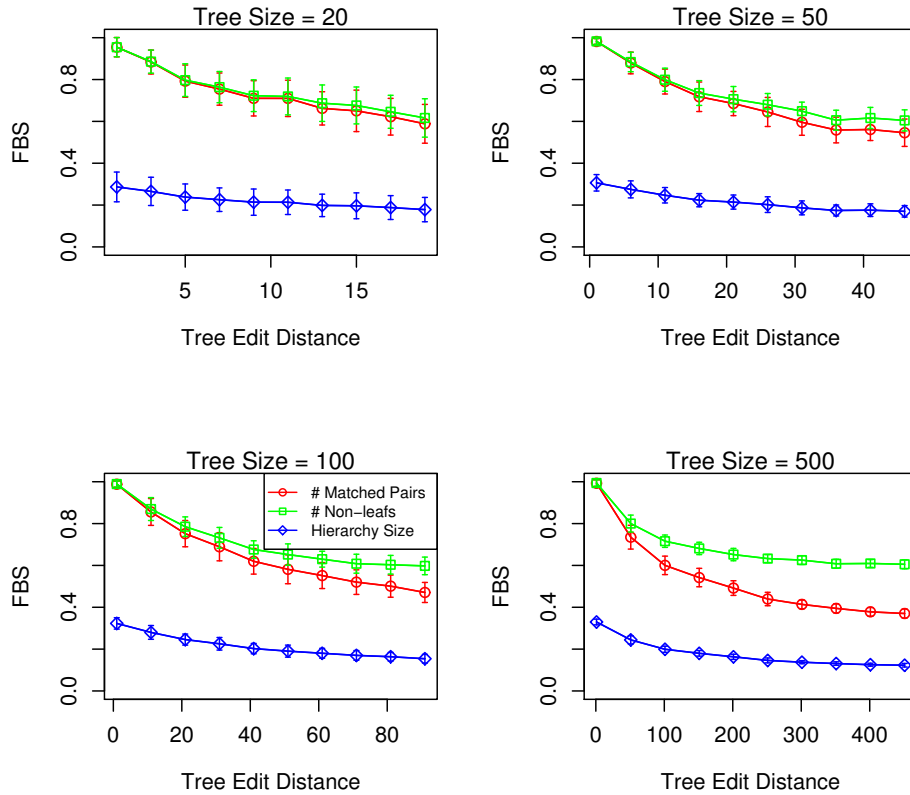 Tree Size = 20
FBS
0.0 0.4 0.8
5 10 15
Tree Edit Distance
Tree Size = 50
FBS
0.0 0.4 0.8
0 10 20 30 40
Tree Edit Distance
Tree Size = 100
# Matched Pairs
# Non-leafs
Hierarchy Size
FBS
0.0 0.4 0.8
0 20 40 60 80
Tree Edit Distance
Tree Size = 500
FBS
0.0 0.4 0.8
0 100 200 300 400
Tree Edit Distance